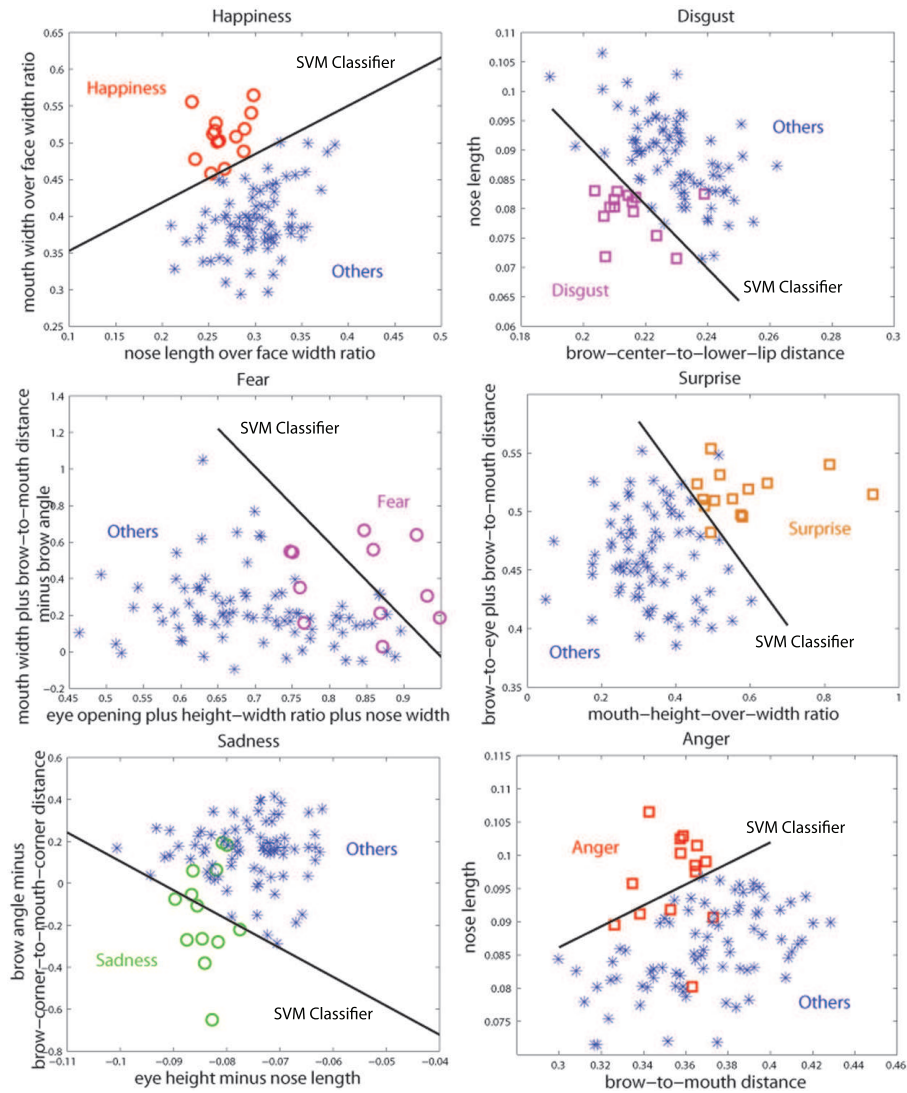 Happiness
mouth width over face width ratio
0.65
0.6
0.55
0.5
0.45
0.4
0.35
0.3
0.25
Happiness
SVM Classifier
Others
0.1 0.15 0.2 0.25 0.3 0.35 0.4 0.45 0.5
nose length over face width ratio
Disgust
nose length
0.11
0.105
0.1
0.095
0.09
0.085
0.08
0.075
0.07
0.065
0.06
Others
Disgust
SVM Classifier
0.18 0.2 0.22 0.24 0.26 0.28 0.3
brow−center−to−lower−lip distance
Fear
mouth width plus brow−to−mouth distance
minus brow angle
1.4
1.2
1
0.8
0.6
0.4
0.2
0
−0.2
SVM Classifier
Others
Fear
0.45 0.5 0.55 0.6 0.65 0.7 0.75 0.8 0.85 0.9
eye opening plus height−width ratio plus nose width
Surprise
brow−to−eye plus brow−to−mouth distance
0.55
0.5
0.45
0.4
0.35
Surprise
Others
SVM Classifier
0 0.2 0.4 0.6 0.8 1
mouth−height−over−width ratio
Sadness
brow angle minus
brow−corner−to−mouth−corner distance
0.6
0.4
0.2
0
−0.2
−0.4
−0.6
−0.8
Others
Sadness
SVM Classifier
−0.11 −0.1 −0.09 −0.08 −0.07 −0.06 −0.05 −0.04
eye height minus nose length
Anger
nose length
0.115
0.11
0.105
0.1
0.095
0.09
0.085
0.08
0.075
SVM Classifier
Anger
Others
0.3 0.32 0.34 0.36 0.38 0.4 0.42 0.44 0.46
brow−to−mouth distance